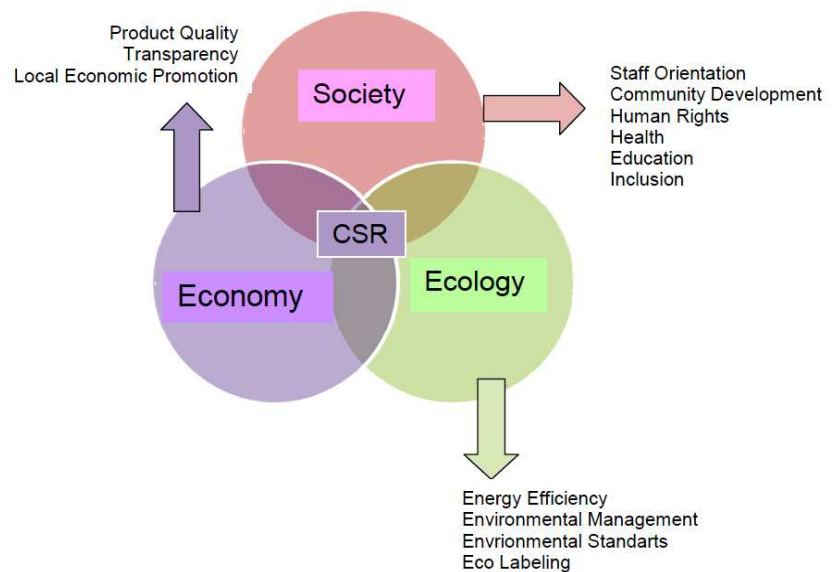 Product Quality
Transparency
Local Economic Promotion
Society
Staff Orientation
Community Development
Human Rights
Health
Education
Inclusion
CSR
Economy
Ecology
Energy Efficiency
Environmental Management
Envrionmental Standarts
Eco Labeling